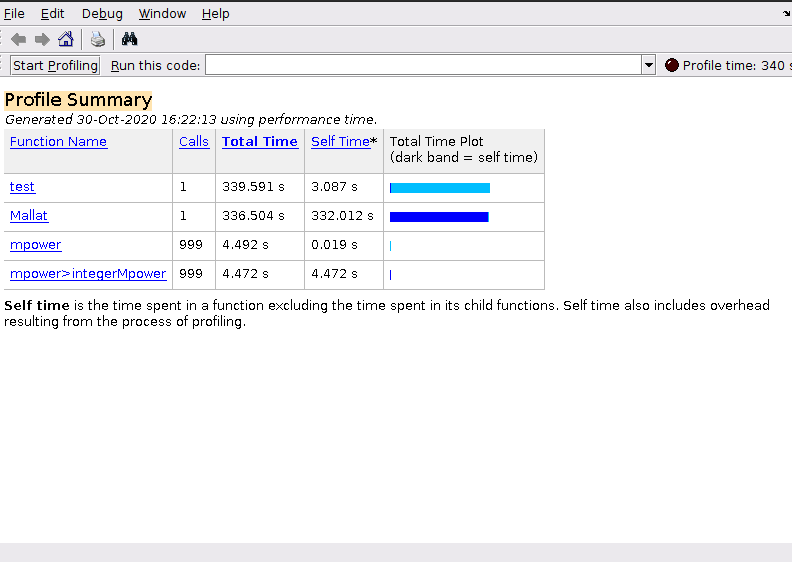 File Edit Debug Window Help
Start Profiling Run this code: Profile time: 340 s
Profile Summary
Generated 30-Oct-2020 16:22:13 using performance time.
Function Name Calls Total Time Self Time* Total Time Plot
(dark band = self time)
test 1 339.591 s 3.087 s
Mallat 1 336.504 s 332.012 s
mpower 999 4.492 s 0.019 s
mpower>integerMpower 999 4.472 s 4.472 s
Self time is the time spent in a function excluding the time spent in its child functions. Self time also includes overhead
resulting from the process of profiling.